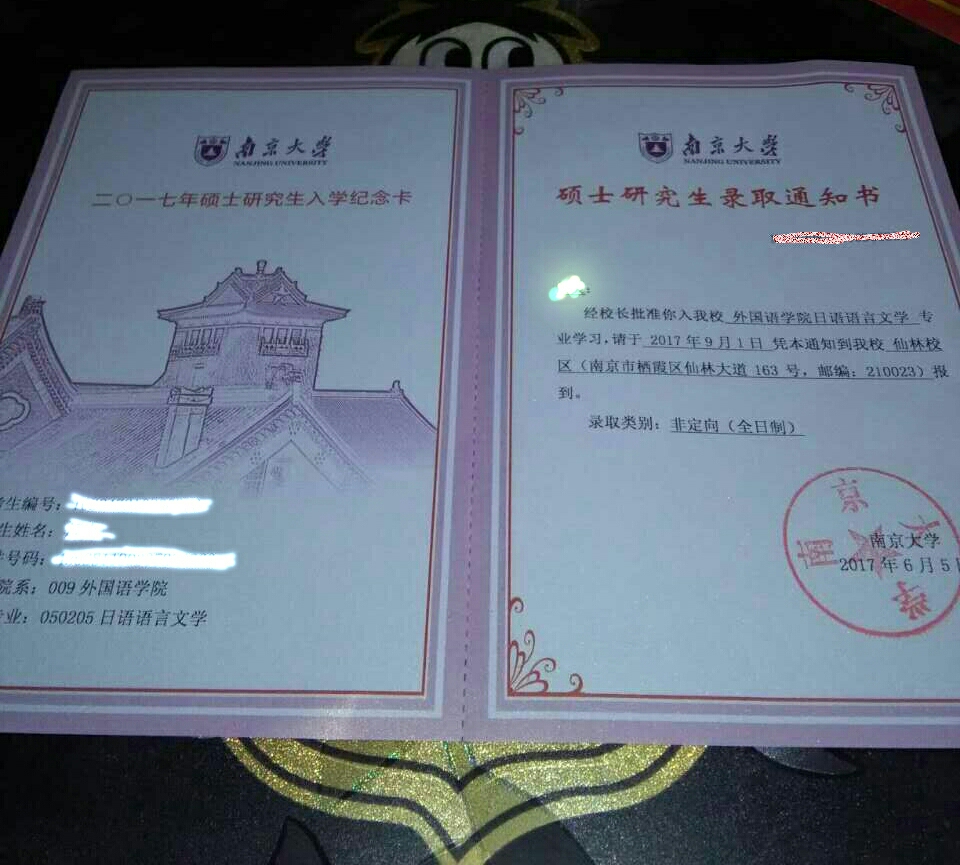 南京大学
NANJING UNIVERSITY
二〇一七年硕士研究生入学纪念卡
生编号：
生姓名：
号码：
院系：009 外国语学院
业：050205 日语语言文学
南京大学
NANJING UNIVERSITY
硕士研究生录取通知书
经校长批准你入我校 外国语学院日语语言文学 专
业学习，请于 2017 年 9 月 1 日 凭本通知到我校 仙林校
区（南京市栖霞区仙林大道 163 号，邮编：210023）报
到。
录取类别：非定向（全日制）
南京大学
南京大学
2017 年 6 月 5 日